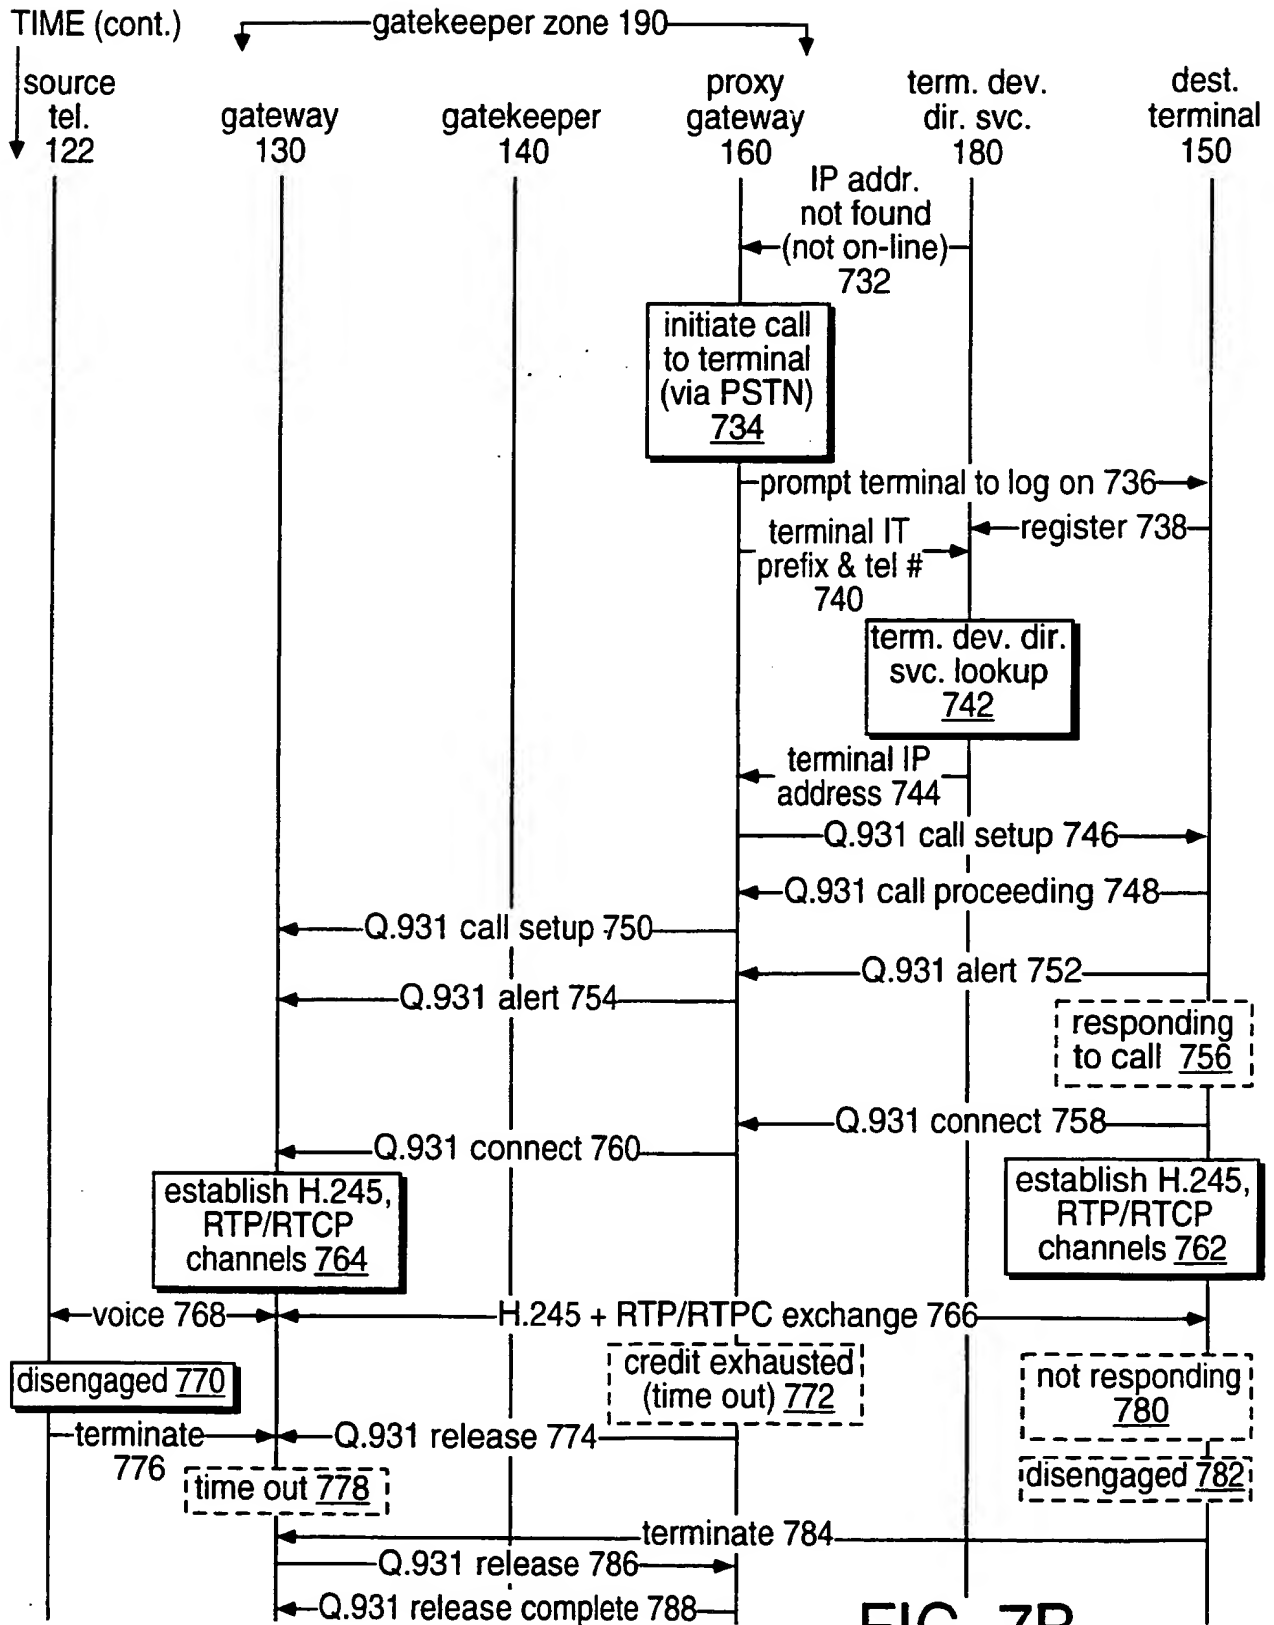 TIME (cont.)
gatekeeper zone 190
source
tel.
122
gateway
130
gatekeeper
140
proxy
gateway
160
term. dev.
dir. svc.
180
dest.
terminal
150
IP addr.
not found
(not on-line)
732
initiate call
to terminal
(via PSTN)
734
prompt terminal to log on 736
register 738
terminal IT
prefix & tel #
740
term. dev. dir.
svc. lookup
742
terminal IP
address 744
Q.931 call setup 746
Q.931 call proceeding 748
Q.931 call setup 750
Q.931 alert 752
Q.931 alert 754
responding
to call 756
Q.931 connect 758
Q.931 connect 760
establish H.245,
RTP/RTCP
channels 764
establish H.245,
RTP/RTCP
channels 762
voice 768
H.245 + RTP/RTPC exchange 766
disengaged 770
credit exhausted
(time out) 772
not responding
780
terminate
776
Q.931 release 774
time out 778
disengaged 782
terminate 784
Q.931 release 786
Q.931 release complete 788
FIG. 7B